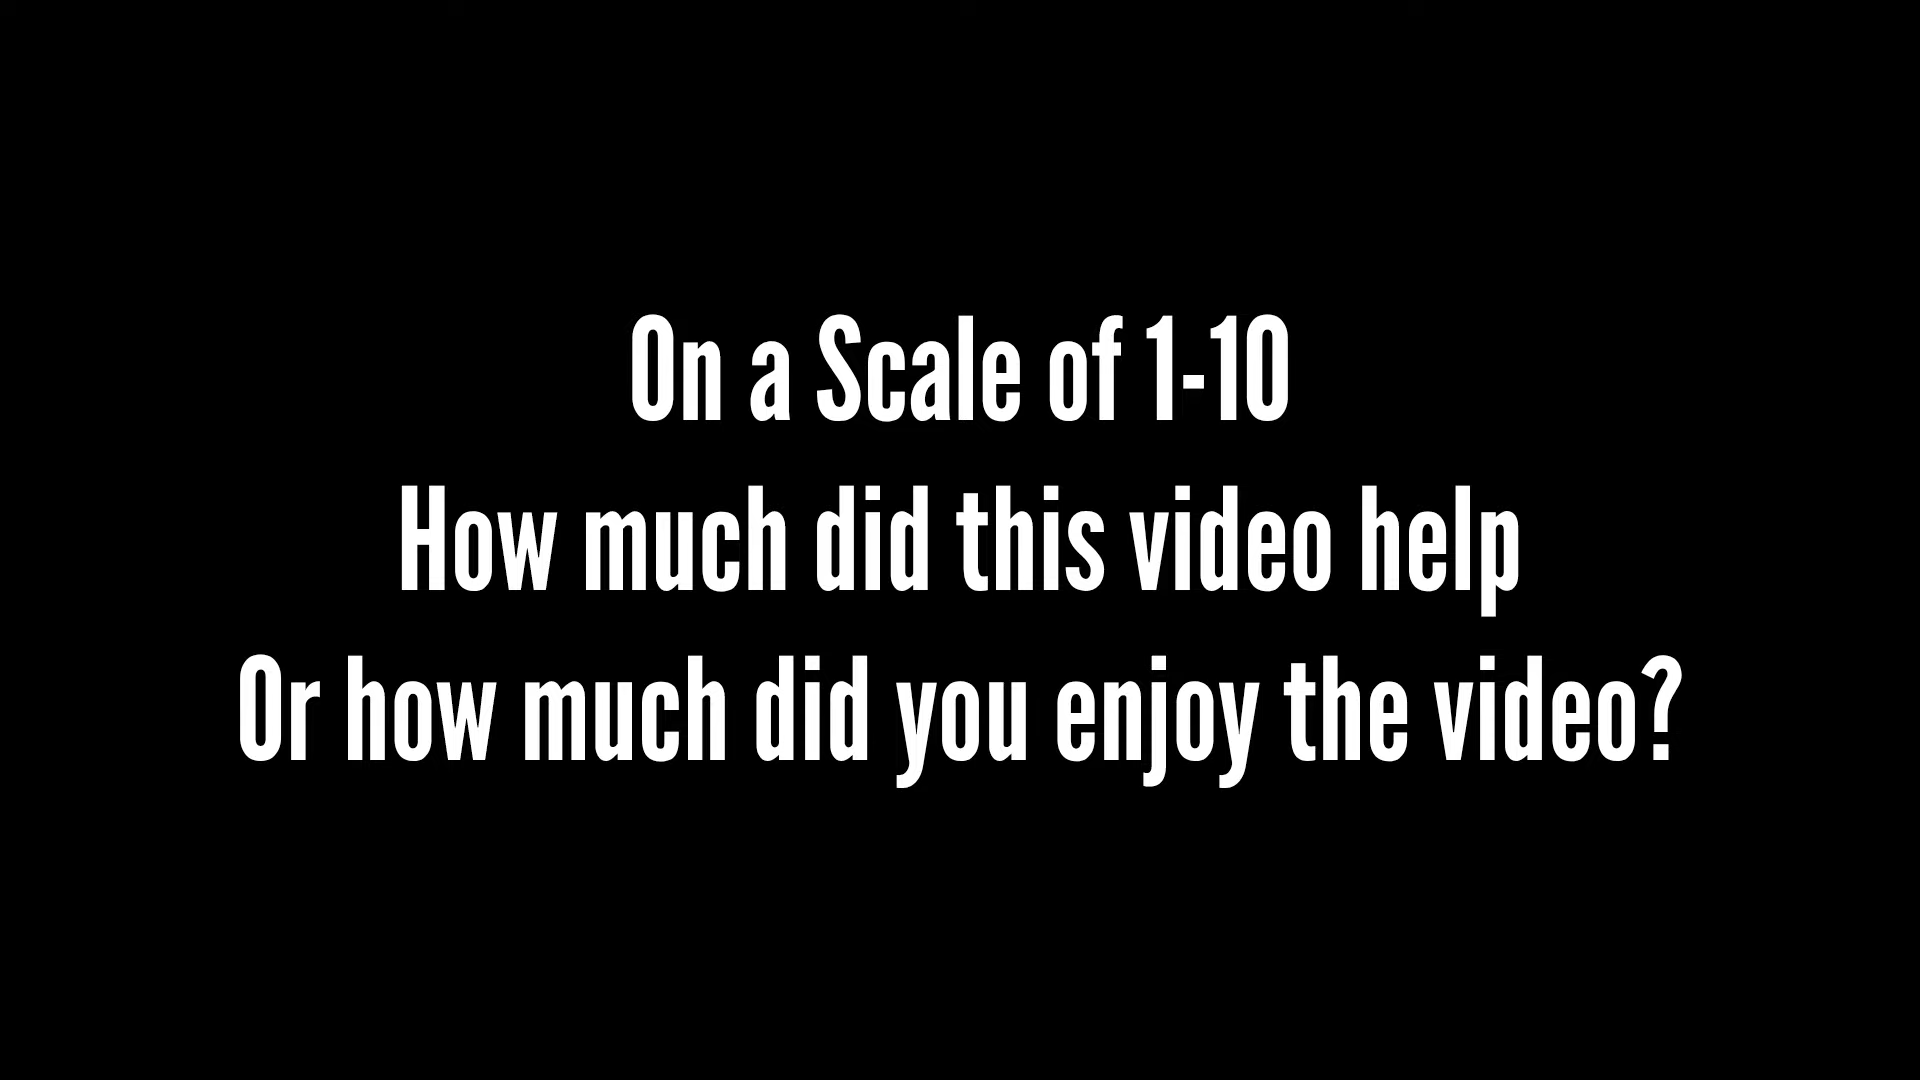 On a Scale of 1-10
How much did this video help
Or how much did you enjoy the video?